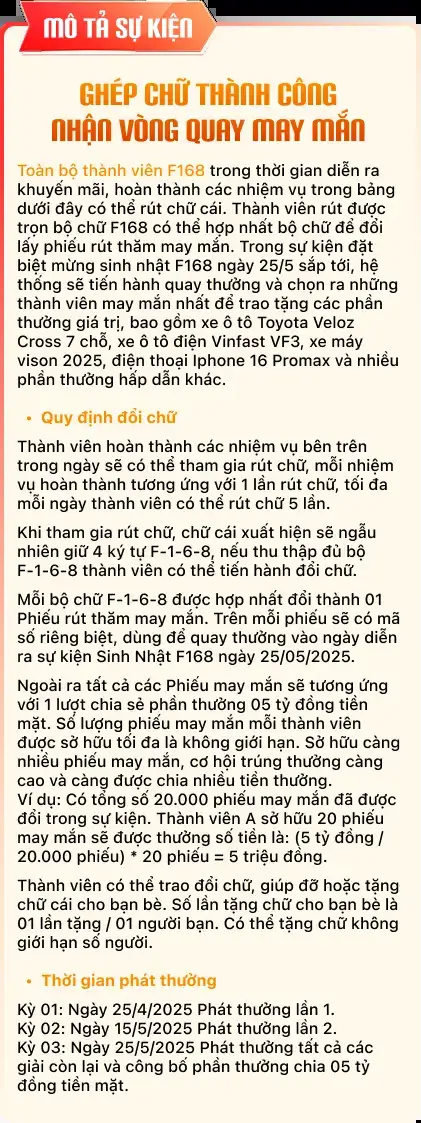 MÔ TẢ SỰ KIỆN
GHÉP CHỮ THÀNH CÔNG
NHẬN VÒNG QUAY MAY MẮN
Toàn bộ thành viên F168 trong thời gian diễn ra
khuyến mãi, hoàn thành các nhiệm vụ trong bảng
dưới đây có thể rút chữ cái. Thành viên rút được
trọn bộ chữ F168 có thể hợp nhất bộ chữ để đổi
lấy phiếu rút thăm may mắn. Trong sự kiện đặt
biệt mừng sinh nhật F168 ngày 25/5 sắp tới, hệ
thống sẽ tiến hành quay thưởng và chọn ra những
thành viên may mắn nhất để trao tặng các phần
thưởng giá trị, bao gồm xe ô tô Toyota Veloz
Cross 7 chỗ, xe ô tô điện Vinfast VF3, xe máy
vison 2025, điện thoại Iphone 16 Promax và nhiều
phần thưởng hấp dẫn khác.
• Quy định đổi chữ
Thành viên hoàn thành các nhiệm vụ bên trên
trong ngày sẽ có thể tham gia rút chữ, mỗi nhiệm
vụ hoàn thành tương ứng với 1 lần rút chữ, tối đa
mỗi ngày thành viên có thể rút chữ 5 lần.
Khi tham gia rút chữ, chữ cái xuất hiện sẽ ngẫu
nhiên giữ 4 ký tự F-1-6-8, nếu thu thập đủ bộ
F-1-6-8 thành viên có thể tiến hành đổi chữ.
Mỗi bộ chữ F-1-6-8 được hợp nhất đổi thành 01
Phiếu rút thăm may mắn. Trên mỗi phiếu sẽ có mã
số riêng biệt, dùng để quay thưởng vào ngày diễn
ra sự kiện Sinh Nhật F168 ngày 25/05/2025.
Ngoài ra tất cả các Phiếu may mắn sẽ tương ứng
với 1 lượt chia sẻ phần thưởng 05 tỷ đồng tiền
mặt. Số lượng phiếu may mắn mỗi thành viên
được sở hữu tối đa là không giới hạn. Sở hữu càng
nhiều phiếu may mắn, cơ hội trúng thưởng càng
cao và càng được chia nhiều tiền thưởng.
Ví dụ: Có tổng số 20.000 phiếu may mắn đã được
đổi trong sự kiện. Thành viên A sở hữu 20 phiếu
may mắn sẽ được thưởng số tiền là: (5 tỷ đồng /
20.000 phiếu) * 20 phiếu = 5 triệu đồng.
Thành viên có thể trao đổi chữ, giúp đỡ hoặc tặng
chữ cái cho bạn bè. Số lần tặng chữ cho bạn bè là
01 lần tặng / 01 người bạn. Có thể tặng chữ không
giới hạn số người.
• Thời gian phát thưởng
Kỳ 01: Ngày 25/4/2025 Phát thưởng lần 1.
Kỳ 02: Ngày 15/5/2025 Phát thưởng lần 2.
Kỳ 03: Ngày 25/5/2025 Phát thưởng tất cả các
giải còn lại và công bố phần thưởng chia 05 tỷ
đồng tiền mặt.